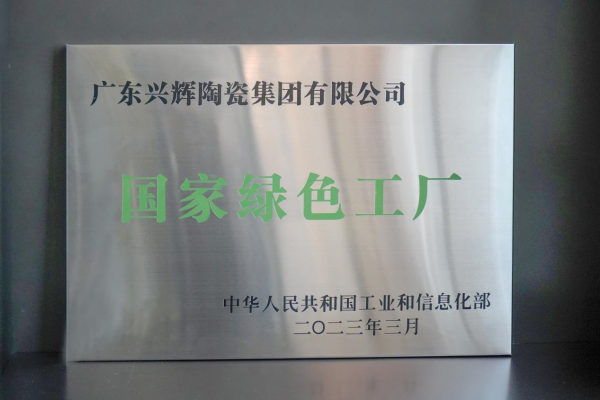 广东兴辉陶瓷集团有限公司
国家绿色工厂
中华人民共和国工业和信息化部
二〇二三年三月